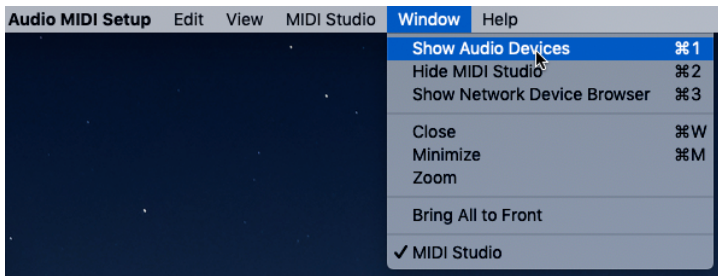 Audio MIDI Setup Edit View MIDI Studio Window Help
Show Audio Devices ⌘1
Hide MIDI Studio ⌘2
Show Network Device Browser ⌘3
Close ⌘W
Minimize ⌘M
Zoom
Bring All to Front
✓ MIDI Studio